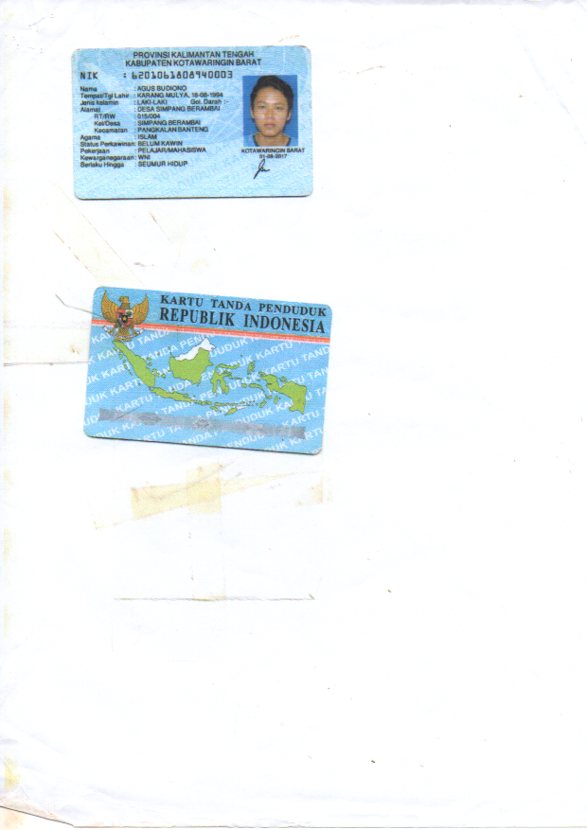 PROVINSI KALIMANTAN TENGAH
KABUPATEN KOTAWARINGIN BARAT
NIK : 6201061808940003
Nama : AGUS BUDIONO
Tempat/Tgl Lahir : KARANG MULYA, 18-08-1994
Jenis kelamin : LAKI-LAKI Gol. Darah :-
Alamat : DESA SIMPANG BERAMBAI
RT/RW : 015/004
Kel/Desa : SIMPANG BERAMBAI
Kecamatan : PANGKALAN BANTENG
Agama : ISLAM
Status Perkawinan: BELUM KAWIN
Pekerjaan : PELAJAR/MAHASISWA
Kewarganegaraan: WNI
Berlaku Hingga : SEUMUR HIDUP
KOTAWARINGIN BARAT
31-08-2017
KARTU TANDA PENDUDUK
REPUBLIK INDONESIA